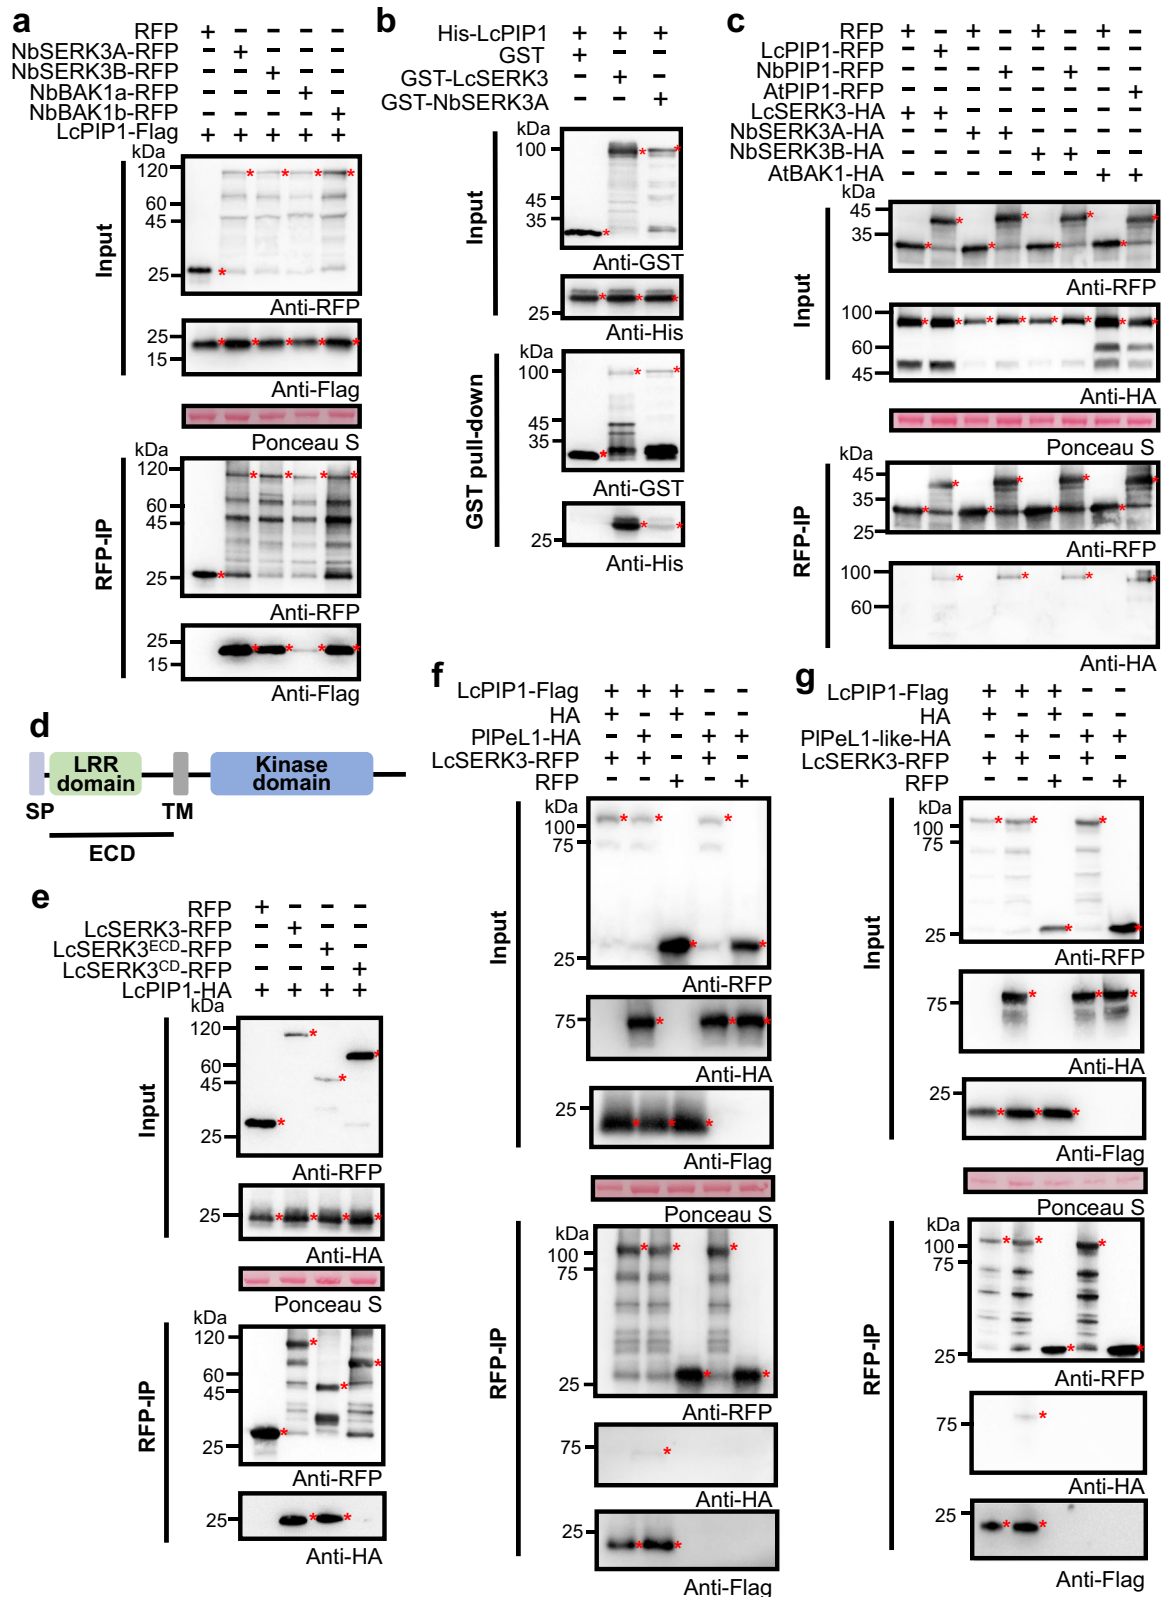 a
RFP + – – – –
NbSERK3A-RFP – + – – –
NbSERK3B-RFP – – + – –
NbBAK1a-RFP – – – + –
NbBAK1b-RFP – – – – +
LcPIP1-Flag + + + + +
kDa
120
60
45
25
Input
Anti-RFP
25
15
Anti-Flag
Ponceau S
kDa
120
60
45
25
RFP-IP
Anti-RFP
25
15
Anti-Flag
b
His-LcPIP1 + + +
GST + – –
GST-LcSERK3 – + –
GST-NbSERK3A – – +
kDa
100
45
35
Input
Anti-GST
25
Anti-His
kDa
100
45
35
GST pull-down
Anti-GST
25
Anti-His
c
RFP + – + – + – + –
LcPIP1-RFP – + – – – – – –
NbPIP1-RFP – – – + – + – –
AtPIP1-RFP – – – – – – – +
LcSERK3-HA + + – – – – – –
NbSERK3A-HA – – + + – – – –
NbSERK3B-HA – – – – + + – –
AtBAK1-HA – – – – – – + +
kDa
45
35
Input
Anti-RFP
100
60
45
Anti-HA
Ponceau S
kDa
45
35
25
RFP-IP
Anti-RFP
100
60
Anti-HA
d
LRR
domain
Kinase
domain
SP
TM
ECD
e
RFP + – – –
LcSERK3-RFP – + – –
LcSERK3ECD-RFP – – + –
LcSERK3CD-RFP – – – +
LcPIP1-HA + + + +
kDa
120
60
45
25
Input
Anti-RFP
25
Anti-HA
Ponceau S
kDa
120
60
45
25
RFP-IP
Anti-RFP
25
Anti-HA
f
LcPIP1-Flag + + + – –
HA + – + – –
PlPeL1-HA – + – + +
LcSERK3-RFP + + – + –
RFP – – + – +
kDa
100
75
25
Input
Anti-RFP
75
Anti-HA
25
Anti-Flag
Ponceau S
kDa
100
75
25
RFP-IP
Anti-RFP
75
Anti-HA
25
Anti-Flag
g
LcPIP1-Flag + + + – –
HA + – + – –
PlPeL1-like-HA – + – + +
LcSERK3-RFP + + – + –
RFP – – + – +
kDa
100
75
25
Input
Anti-RFP
75
Anti-HA
25
Anti-Flag
Ponceau S
kDa
100
75
25
RFP-IP
Anti-RFP
75
Anti-HA
25
Anti-Flag